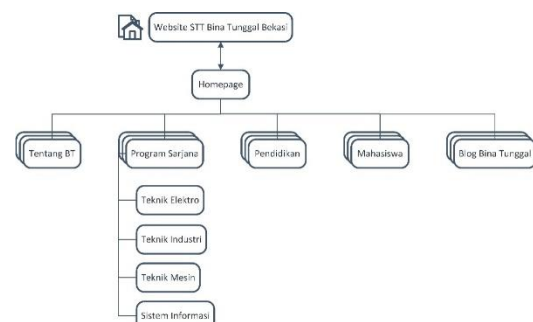 Website STT Bina Tunggal Bekasi
Homepage
Tentang BT
Program Sarjana
Pendidikan
Mahasiswa
Blog Bina Tunggal
Teknik Elektro
Teknik Industri
Teknik Mesin
Sistem Informasi